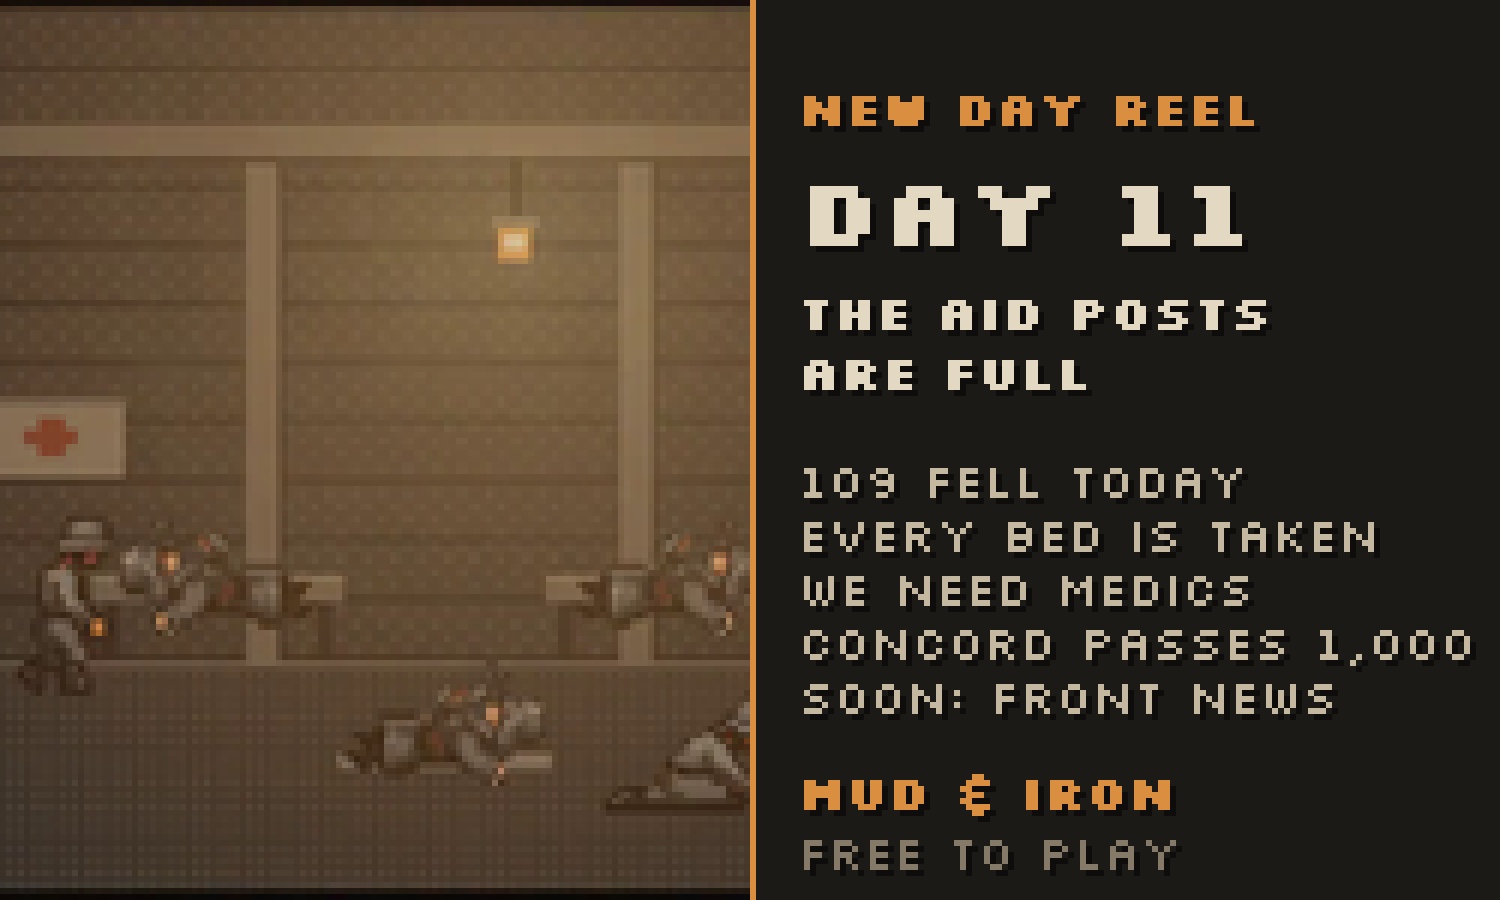 NEW DAY REEL
DAY 11
THE AID POSTS
ARE FULL
109 FELL TODAY
EVERY BED IS TAKEN
WE NEED MEDICS
CONCORD PASSES 1,000
SOON: FRONT NEWS
MUD & IRON
FREE TO PLAY